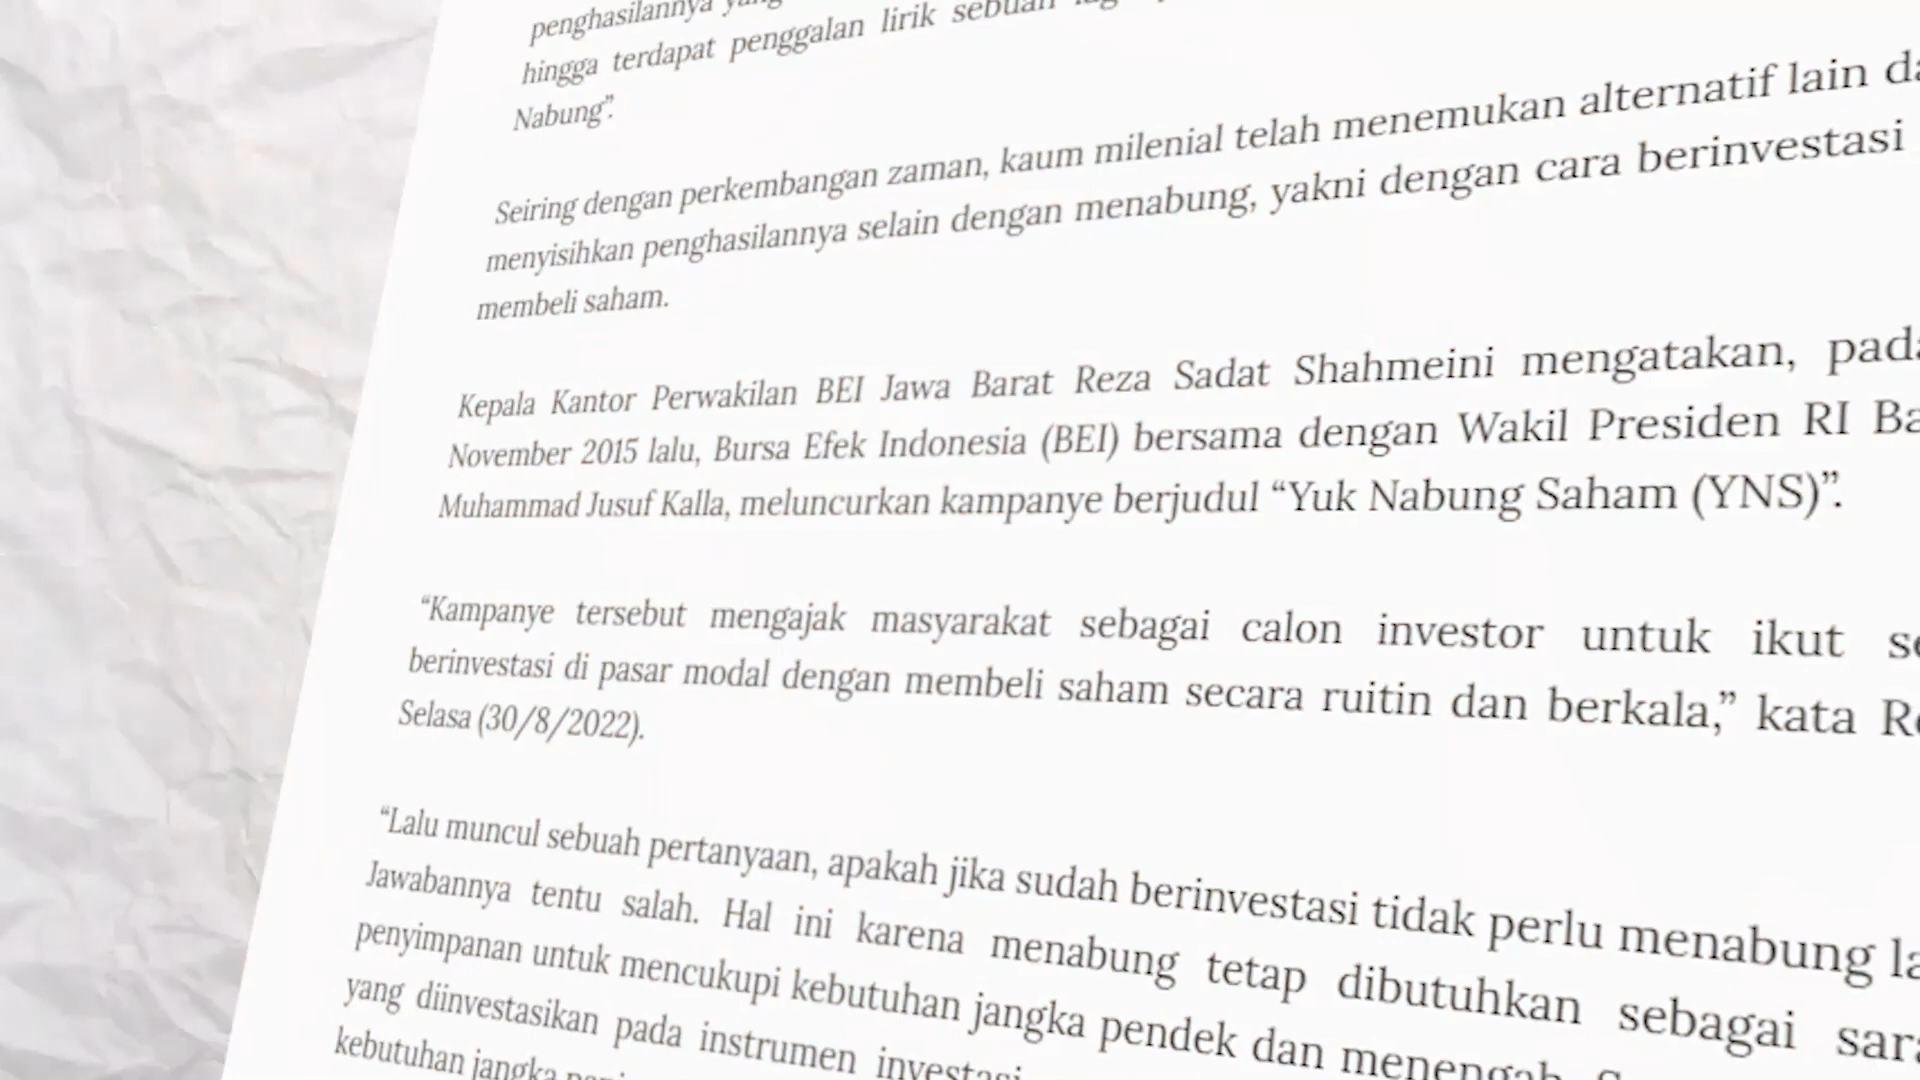 penghasilannya
hingga terdapat penggalan lirik sebuah
Nabung”.
Seiring dengan perkembangan zaman, kaum milenial telah menemukan alternatif lain
menyisihkan penghasilannya selain dengan menabung, yakni dengan cara berinvestasi
membeli saham.
Kepala Kantor Perwakilan BEI Jawa Barat Reza Sadat Shahmeini mengatakan, pada
November 2015 lalu, Bursa Efek Indonesia (BEI) bersama dengan Wakil Presiden RI
Muhammad Jusuf Kalla, meluncurkan kampanye berjudul “Yuk Nabung Saham (YNS)”.
“Kampanye tersebut mengajak masyarakat sebagai calon investor untuk ikut
berinvestasi di pasar modal dengan membeli saham secara ruitin dan berkala,” kata
Selasa (30/8/2022).
“Lalu muncul sebuah pertanyaan, apakah jika sudah berinvestasi tidak perlu menabung
Jawabannya tentu salah. Hal ini karena menabung tetap dibutuhkan sebagai
penyimpanan untuk mencukupi kebutuhan jangka pendek dan menengah.
yang diinvestasikan pada instrumen investasi
kebutuhan jangka